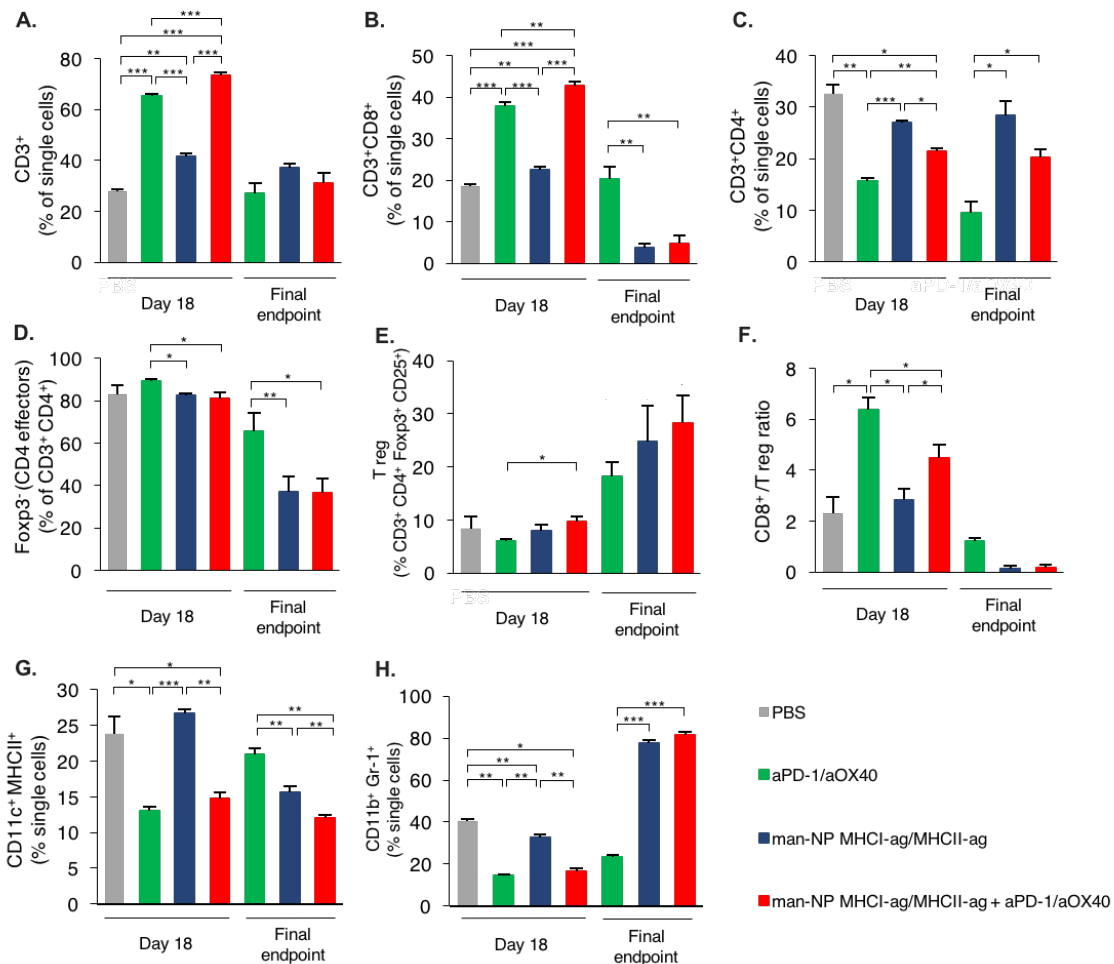 A.
CD3⁺
(% of single cells)
80
60
40
20
0
***
***
** ***
*** ***
PBS
Day 18
Final
endpoint
B.
CD3⁺CD8⁺
(% of single cells)
50
40
30
20
10
0
**
***
** ***
*** ***
**
**
Day 18
Final
endpoint
C.
CD3⁺CD4⁺
(% of single cells)
40
30
20
10
0
*
** **
*** *
*
*
PBS
aPD-1/aOX40
Day 18
Final
endpoint
D.
Foxp3⁻ (CD4 effectors)
(% of CD3⁺ CD4⁺)
100
80
60
40
20
0
*
*
*
**
Day 18
Final
endpoint
E.
T reg
(% CD3⁺ CD4⁺ Foxp3⁺ CD25⁺)
40
30
20
10
0
*
PBS
Day 18
Final
endpoint
F.
CD8⁺ /T reg ratio
8
6
4
2
0
*
* * *
Day 18
Final
endpoint
G.
CD11c⁺ MHCII⁺
(% single cells)
30
25
20
15
10
5
0
*
* *** **
**
** **
Day 18
Final
endpoint
H.
CD11b⁺ Gr-1⁺
(% single cells)
100
80
60
40
20
0
*
**
** ** **
***
***
Day 18
Final
endpoint
PBS
aPD-1/aOX40
man-NP MHCI-ag/MHCII-ag
man-NP MHCI-ag/MHCII-ag + aPD-1/aOX40